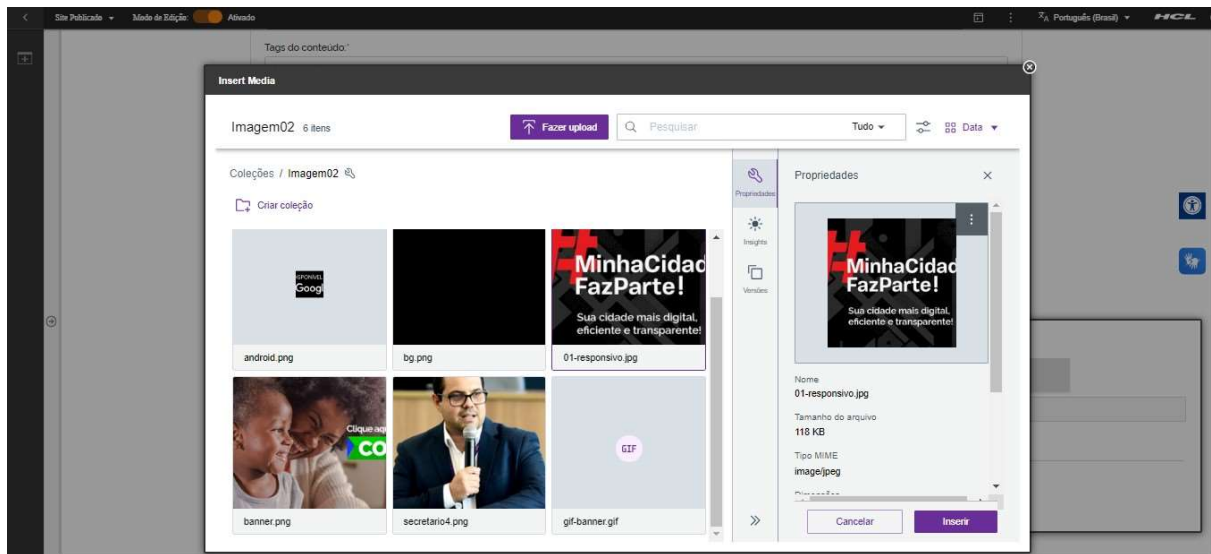 Site Publicado
Modo de Edição:
Ativado
Português (Brasil)
HCL
Tags do conteúdo:*
Insert Media
Imagem02 6 itens
Fazer upload
Pesquisar
Tudo
Data
Coleções / Imagem02
Criar coleção
Googl
android.png
bg.png
#MinhaCidad
FazParte!
Sua cidade mais digital,
eficiente e transparente!
01-responsivo.jpg
Clique aq
CO
banner.png
secretario4.png
GIF
gif-banner.gif
Propriedades
Insights
Versões
Propriedades
#MinhaCidad
FazParte!
Sua cidade mais digital,
eficiente e transparente!
Nome
01-responsivo.jpg
Tamanho do arquivo
118 KB
Tipo MIME
image/jpeg
Cancelar
Inserir